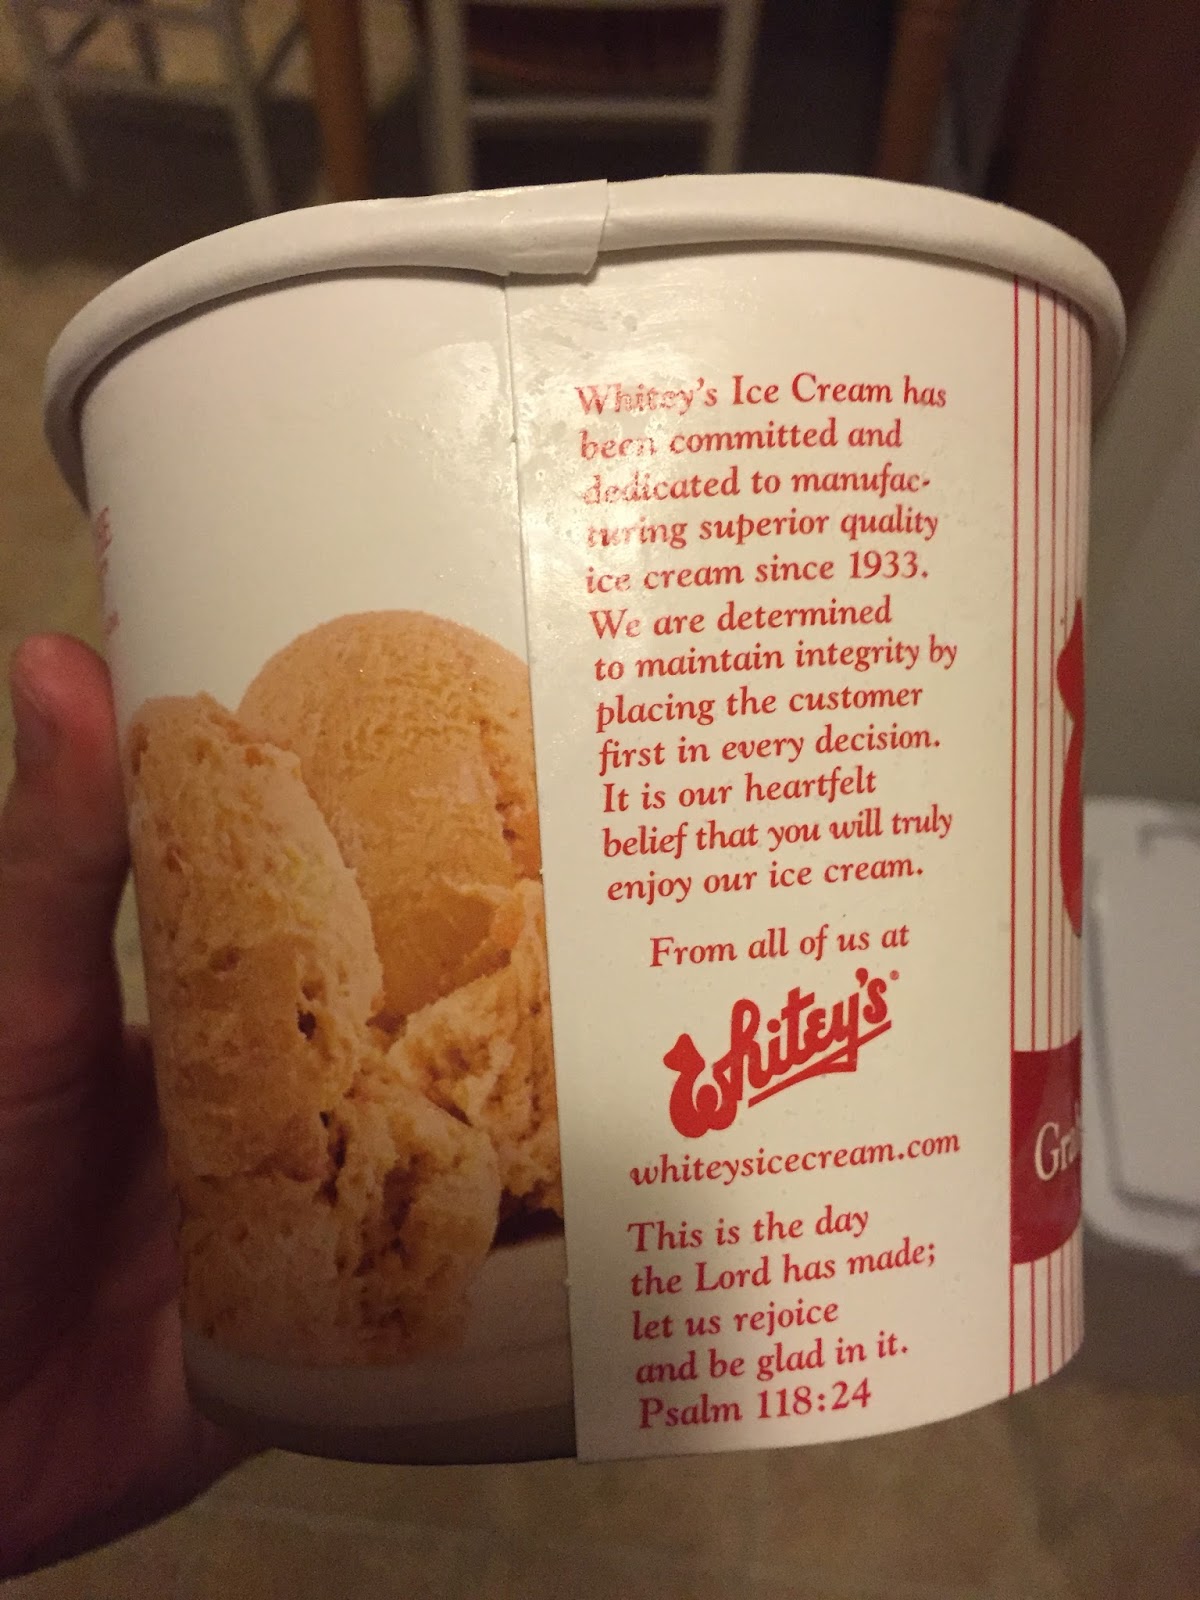 Whitey's Ice Cream has
been committed and
dedicated to manufac-
turing superior quality
ice cream since 1933.
We are determined
to maintain integrity by
placing the customer
first in every decision.
It is our heartfelt
belief that you will truly
enjoy our ice cream.
From all of us at
Whitey's®
whiteysicecream.com
This is the day
the Lord has made;
let us rejoice
and be glad in it.
Psalm 118:24